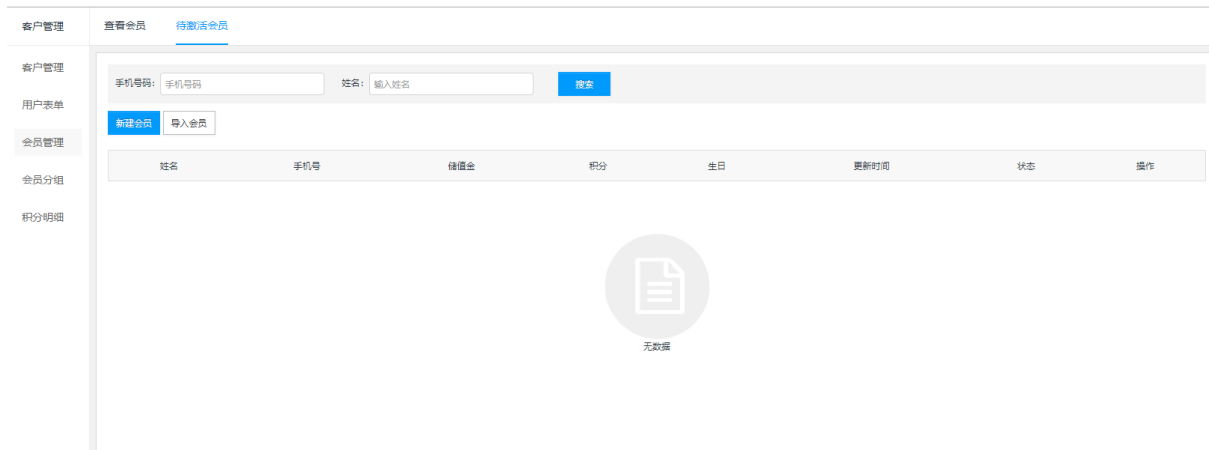 客户管理 查看会员 待激活会员
客户管理
用户表单
会员管理
会员分组
积分明细
手机号码: 手机号码 姓名: 输入姓名 搜索
新建会员 导入会员
姓名 手机号 储值金 积分 生日 更新时间 状态 操作
无数据